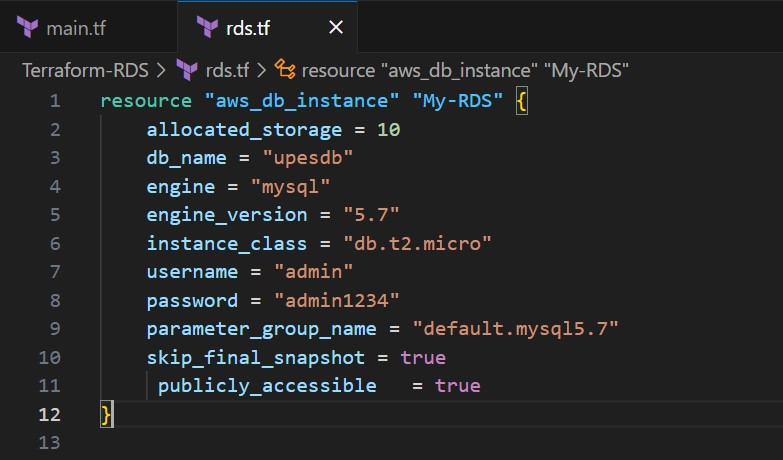 main.tf rds.tf
Terraform-RDS > rds.tf > resource "aws_db_instance" "My-RDS"
1 resource "aws_db_instance" "My-RDS" {
2 allocated_storage = 10
3 db_name = "upesdb"
4 engine = "mysql"
5 engine_version = "5.7"
6 instance_class = "db.t2.micro"
7 username = "admin"
8 password = "admin1234"
9 parameter_group_name = "default.mysql5.7"
10 skip_final_snapshot = true
11 publicly_accessible   = true
12 }
13